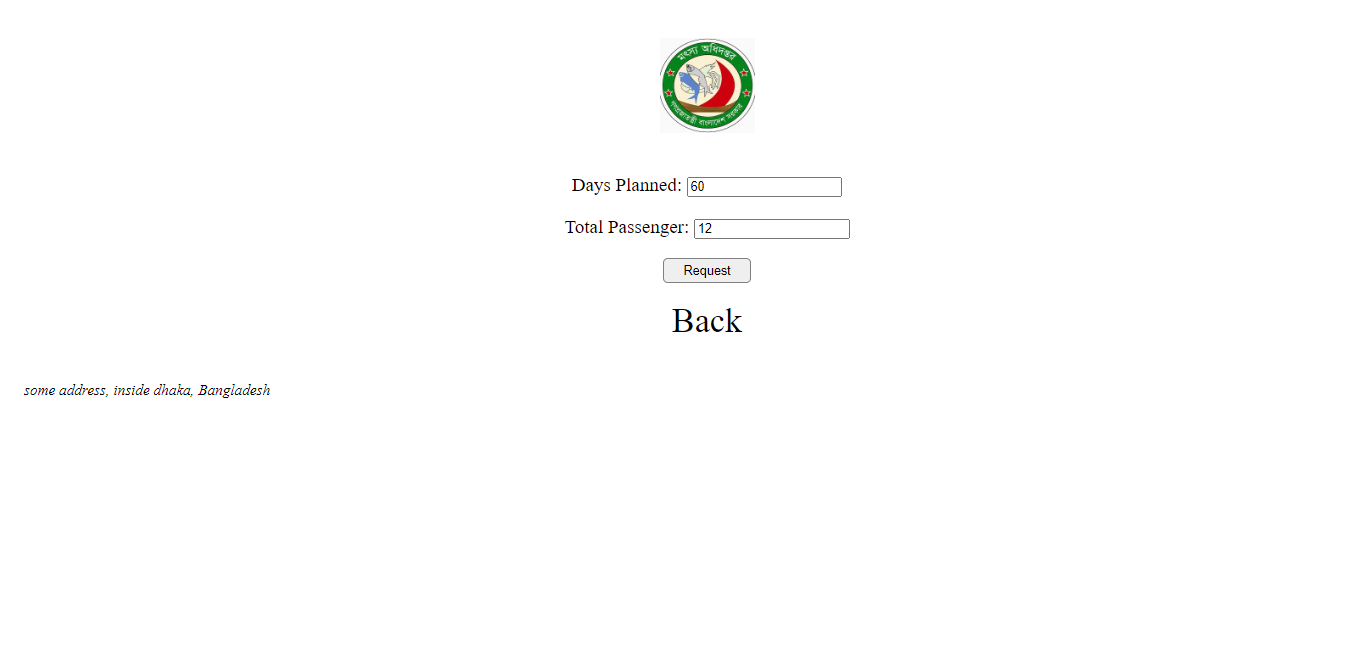 মৎস্য অধিদপ্তর
গণপ্রজাতন্ত্রী বাংলাদেশ সরকার
Days Planned: 60
Total Passenger: 12
Request
Back
some address, inside dhaka, Bangladesh